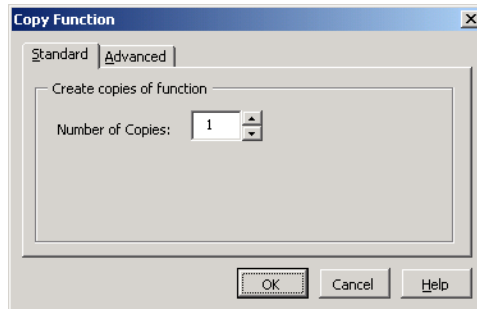 Copy Function
Standard Advanced
Create copies of function
Number of Copies: 1
OK Cancel Help